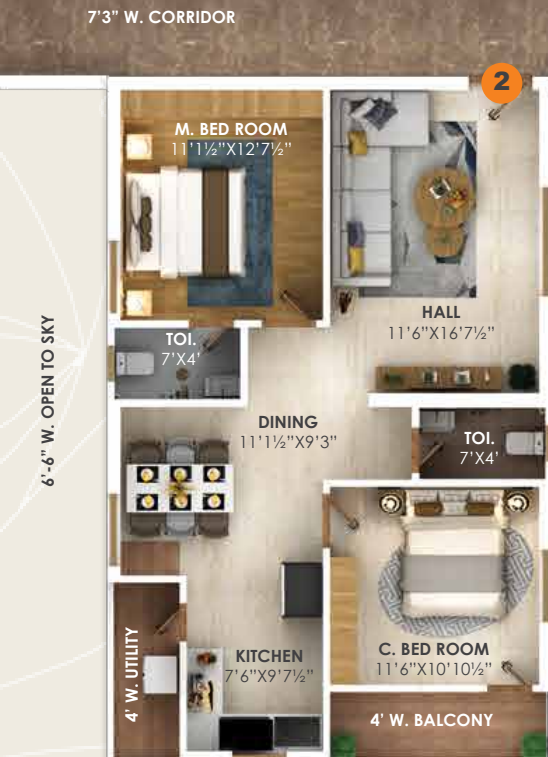 7'3" W. CORRIDOR
2
M. BED ROOM
11'1½"X12'7½"
HALL
11'6"X16'7½"
TOI.
7'X4'
6'-6" W. OPEN TO SKY
DINING
11'1½"X9'3"
TOI.
7'X4'
4' W. UTILITY
KITCHEN
7'6"X9'7½"
C. BED ROOM
11'6"X10'10½"
4' W. BALCONY